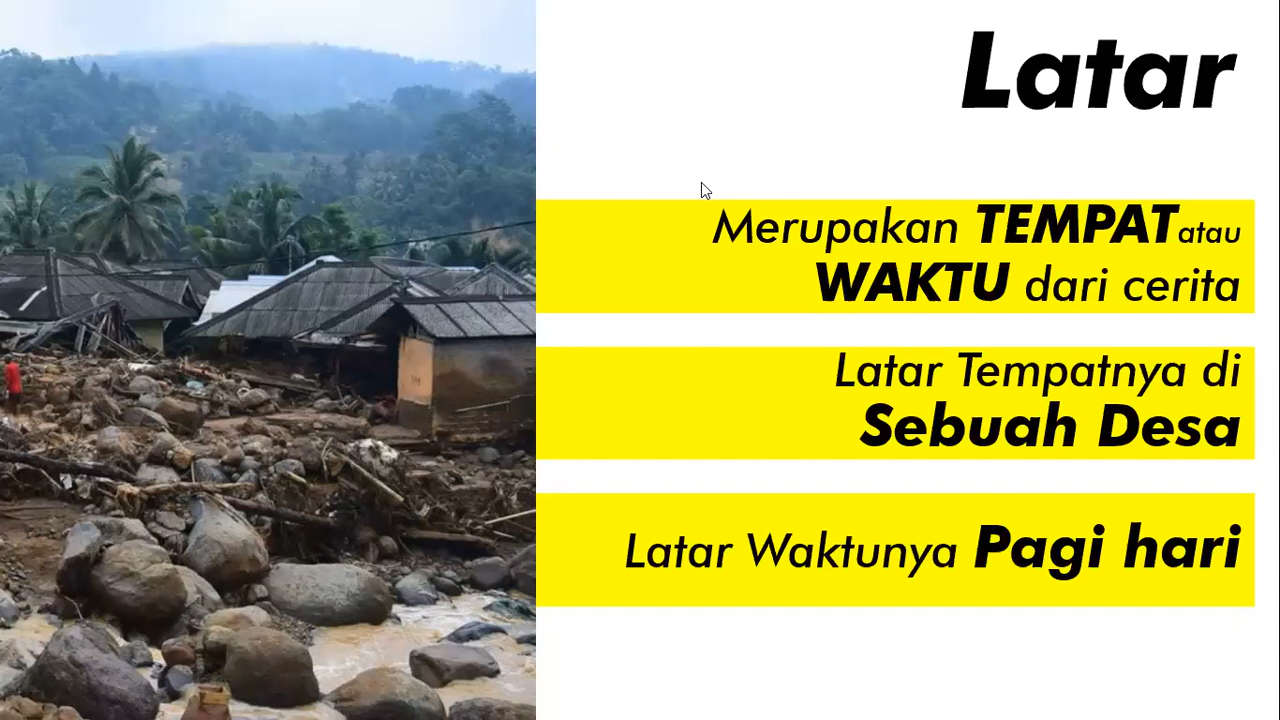 Latar
Merupakan TEMPAT atau
WAKTU dari cerita
Latar Tempatnya di
Sebuah Desa
Latar Waktunya Pagi hari